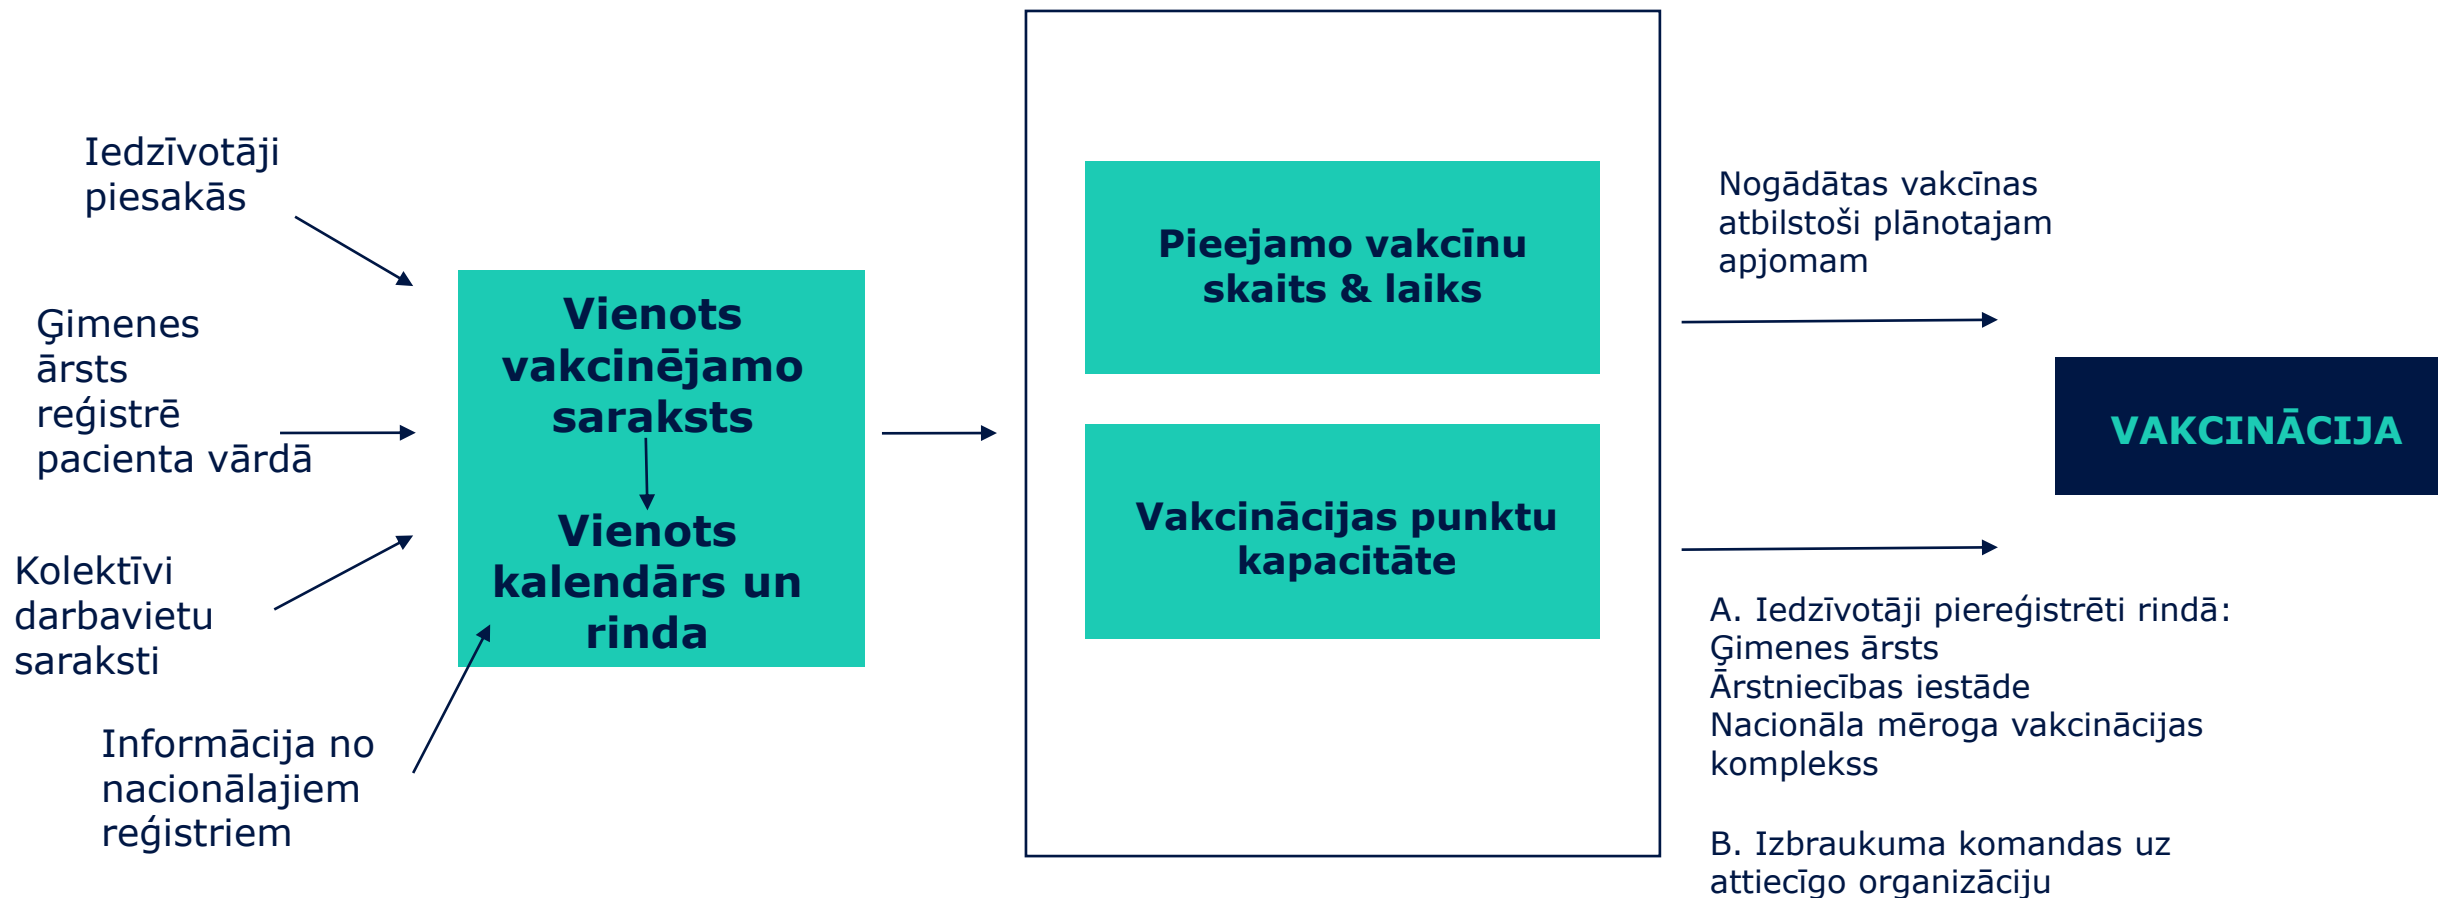 Iedzīvotāji
piesakās
Ģimenes
ārsts
reģistrē
pacienta vārdā
Kolektīvi
darbavietu
saraksti
Informācija no
nacionālajiem
reģistriem
Vienots
vakcinējamo
saraksts
Vienots
kalendārs un
rinda
Pieejamo vakcīnu
skaits & laiks
Vakcinācijas punktu
kapacitāte
Nogādātas vakcīnas
atbilstoši plānotajam
apjomam
VAKCINĀCIJA
A. Iedzīvotāji piereģistrēti rindā:
Ģimenes ārsts
Ārstniecības iestāde
Nacionāla mēroga vakcinācijas
komplekss
B. Izbraukuma komandas uz
attiecīgo organizāciju